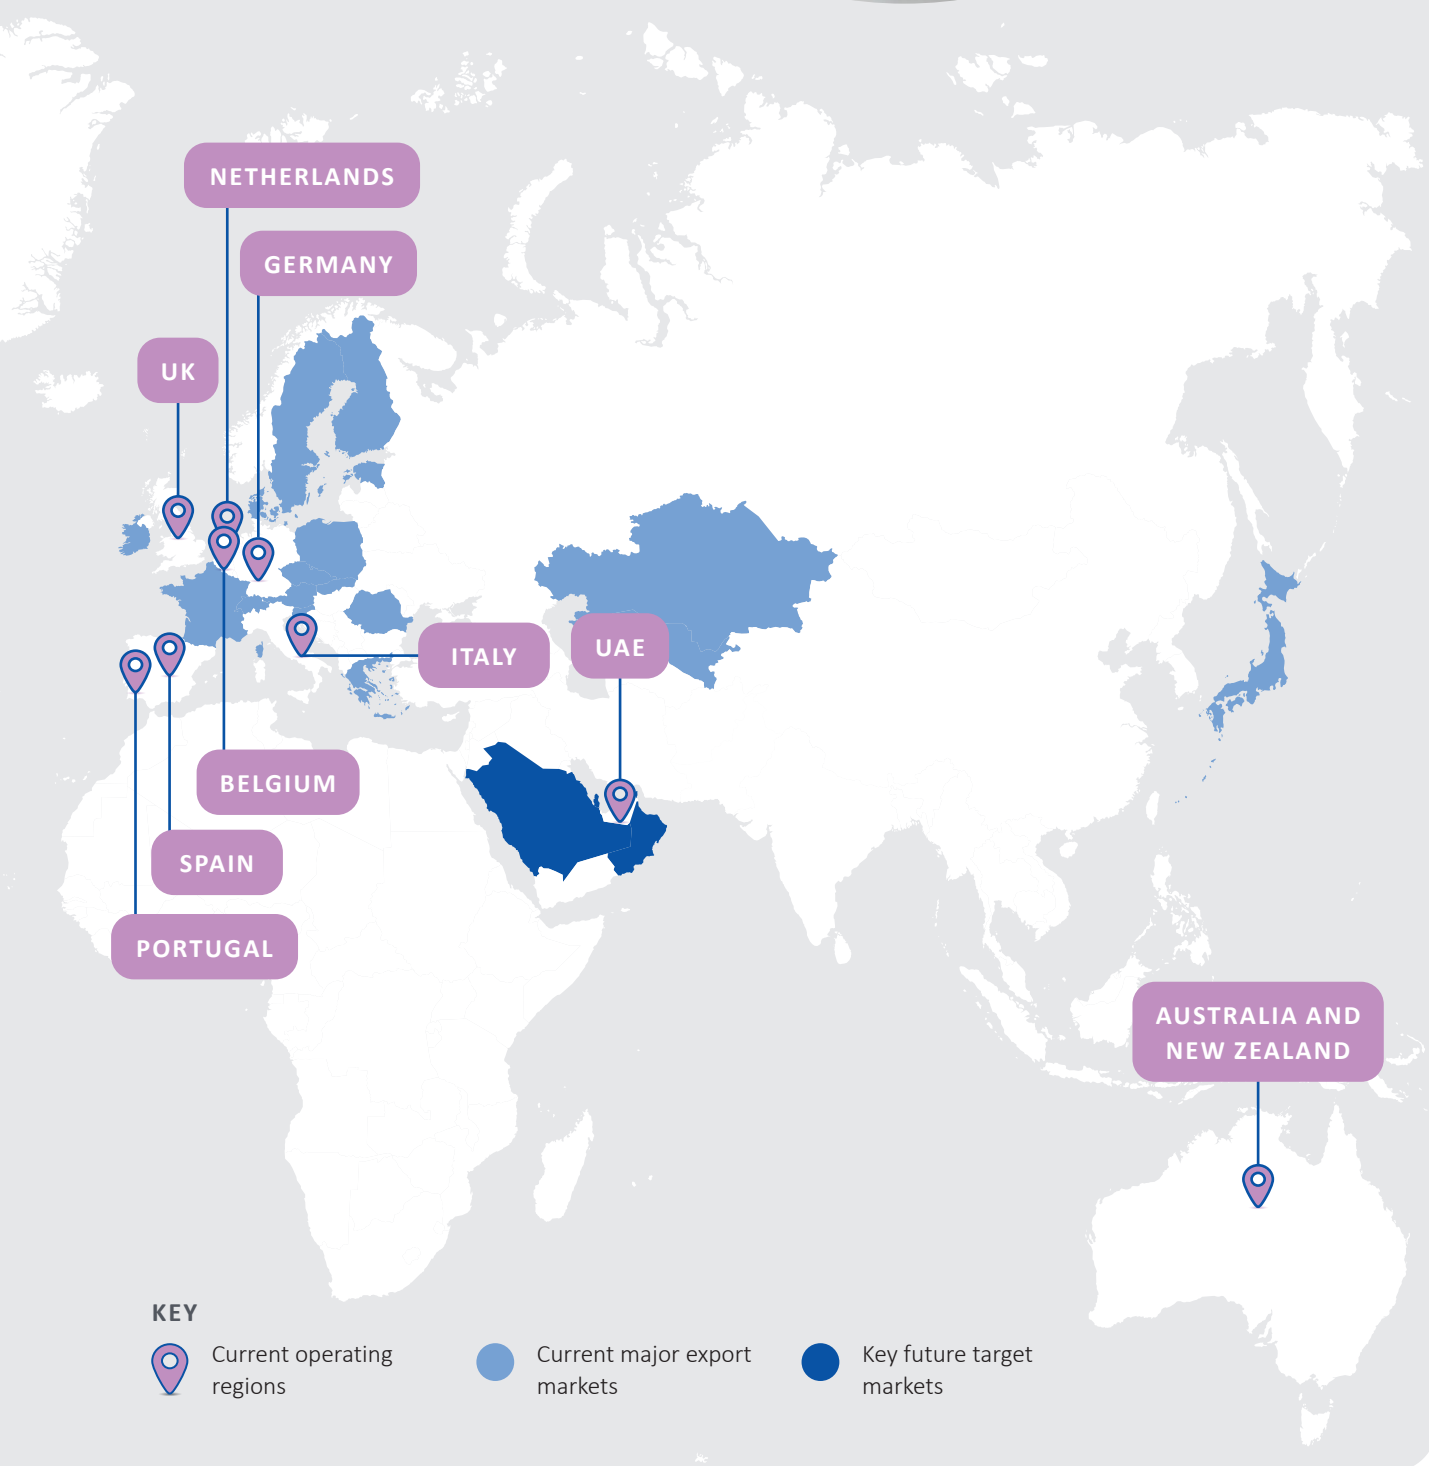 NETHERLANDS
GERMANY
UK
ITALY
UAE
BELGIUM
SPAIN
PORTUGAL
AUSTRALIA AND
NEW ZEALAND
KEY
Current operating
regions
Current major export
markets
Key future target
markets